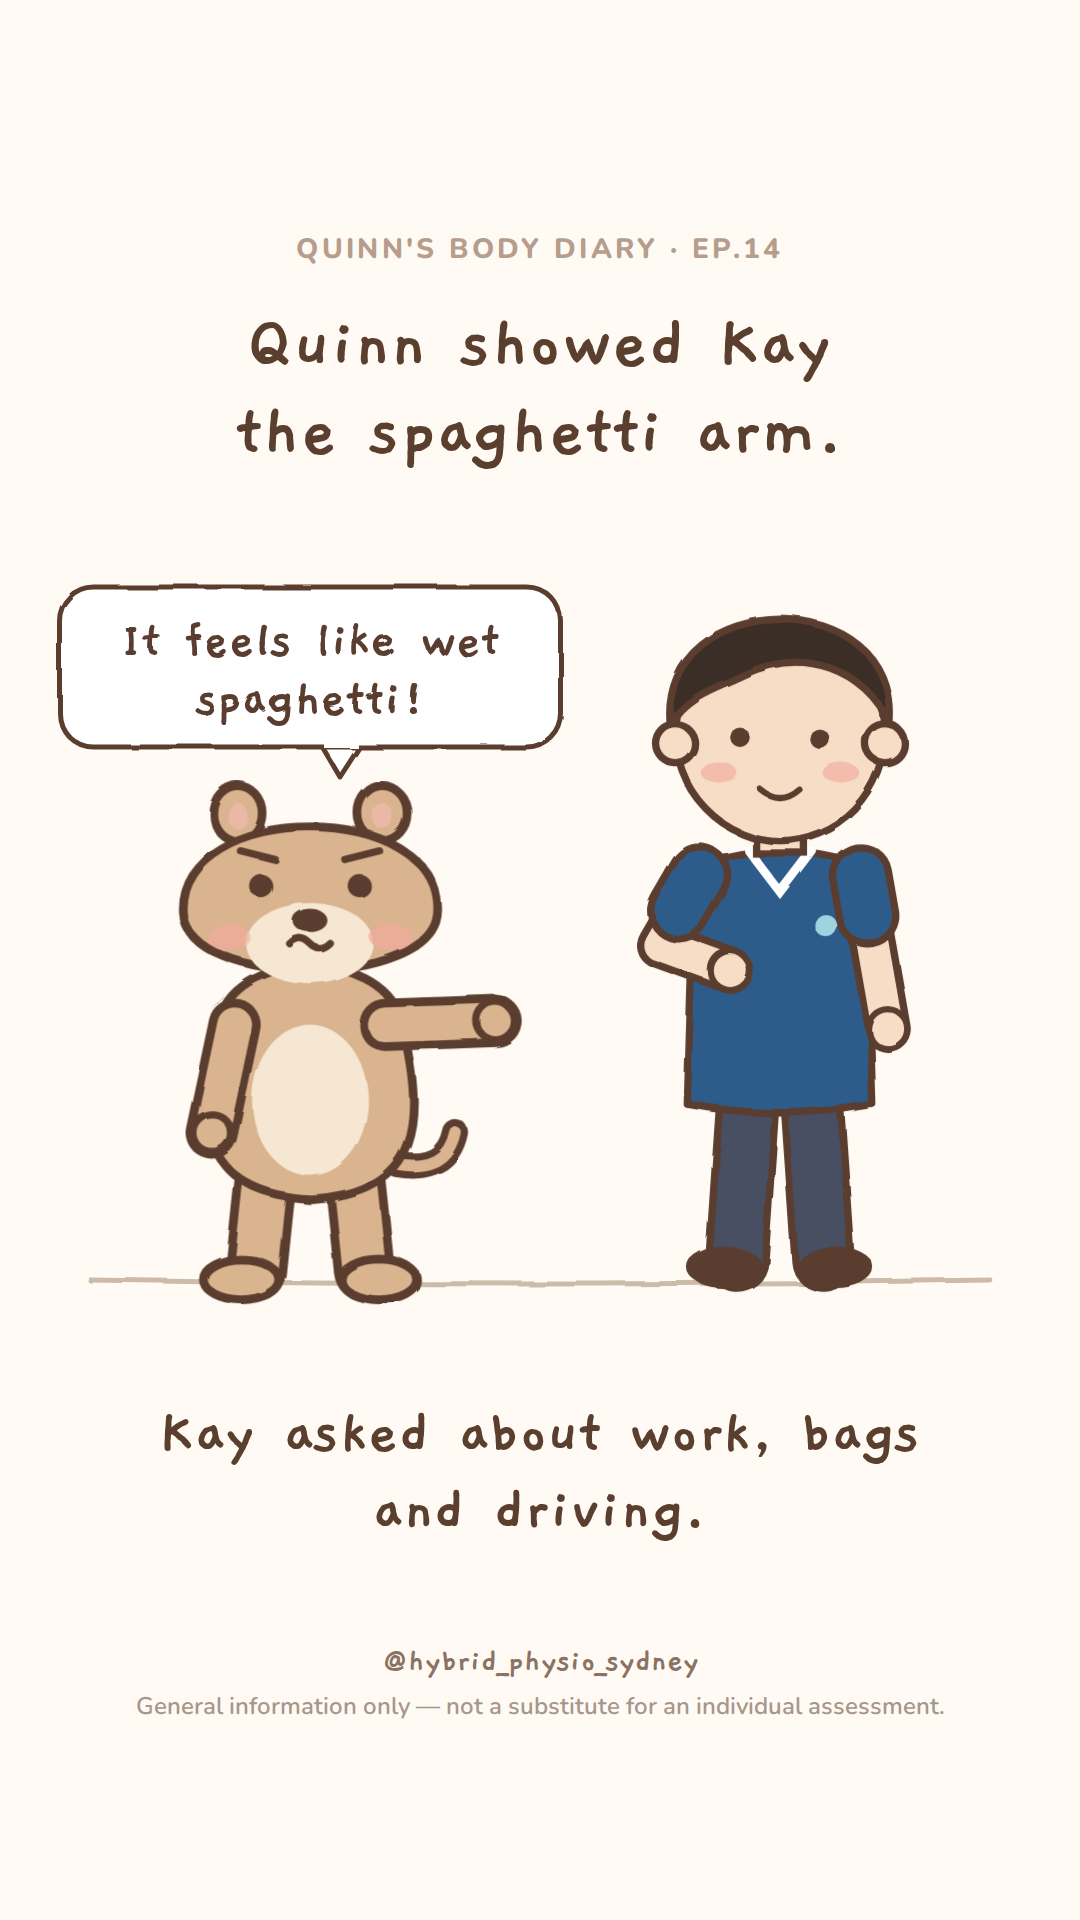 QUINN'S BODY DIARY · EP.14
Quinn showed Kay
the spaghetti arm.
It feels like wet
spaghetti!
Kay asked about work, bags
and driving.
@hybrid_physio_sydney
General information only — not a substitute for an individual assessment.